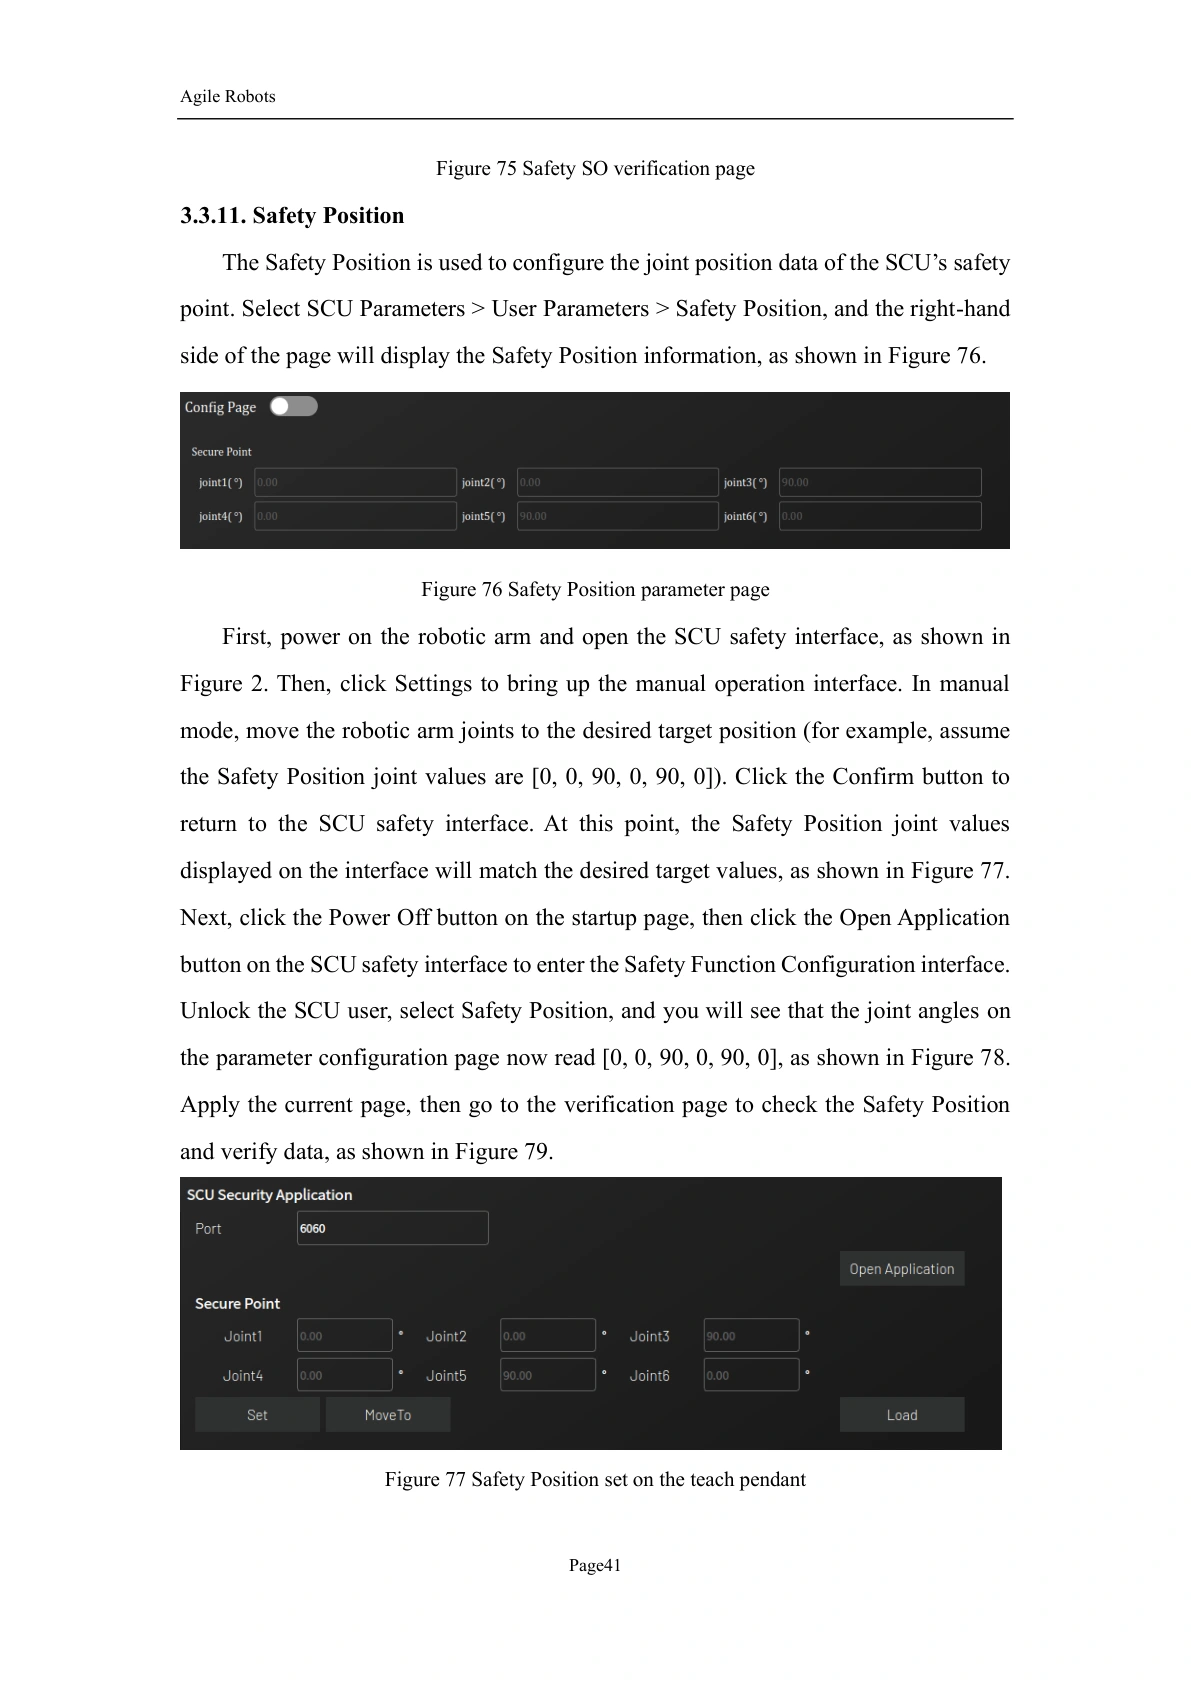 Agile Robots
Figure 75 Safety SO verification page
3.3.11. Safety Position
The Safety Position is used to configure the joint position data of the SCU’s safety
point. Select SCU Parameters > User Parameters > Safety Position, and the right-hand
side of the page will display the Safety Position information, as shown in Figure 76.
Config Page
Secure Point
joint1(°) 0.00 joint2(°) 0.00 joint3(°) 90.00
joint4(°) 0.00 joint5(°) 90.00 joint6(°) 0.00
Figure 76 Safety Position parameter page
First, power on the robotic arm and open the SCU safety interface, as shown in
Figure 2. Then, click Settings to bring up the manual operation interface. In manual
mode, move the robotic arm joints to the desired target position (for example, assume
the Safety Position joint values are [0, 0, 90, 0, 90, 0]). Click the Confirm button to
return to the SCU safety interface. At this point, the Safety Position joint values
displayed on the interface will match the desired target values, as shown in Figure 77.
Next, click the Power Off button on the startup page, then click the Open Application
button on the SCU safety interface to enter the Safety Function Configuration interface.
Unlock the SCU user, select Safety Position, and you will see that the joint angles on
the parameter configuration page now read [0, 0, 90, 0, 90, 0], as shown in Figure 78.
Apply the current page, then go to the verification page to check the Safety Position
and verify data, as shown in Figure 79.
SCU Security Application
Port 6060
Open Application
Secure Point
Joint1 0.00 ° Joint2 0.00 ° Joint3 90.00 °
Joint4 0.00 ° Joint5 90.00 ° Joint6 0.00 °
Set MoveTo Load
Figure 77 Safety Position set on the teach pendant
Page41